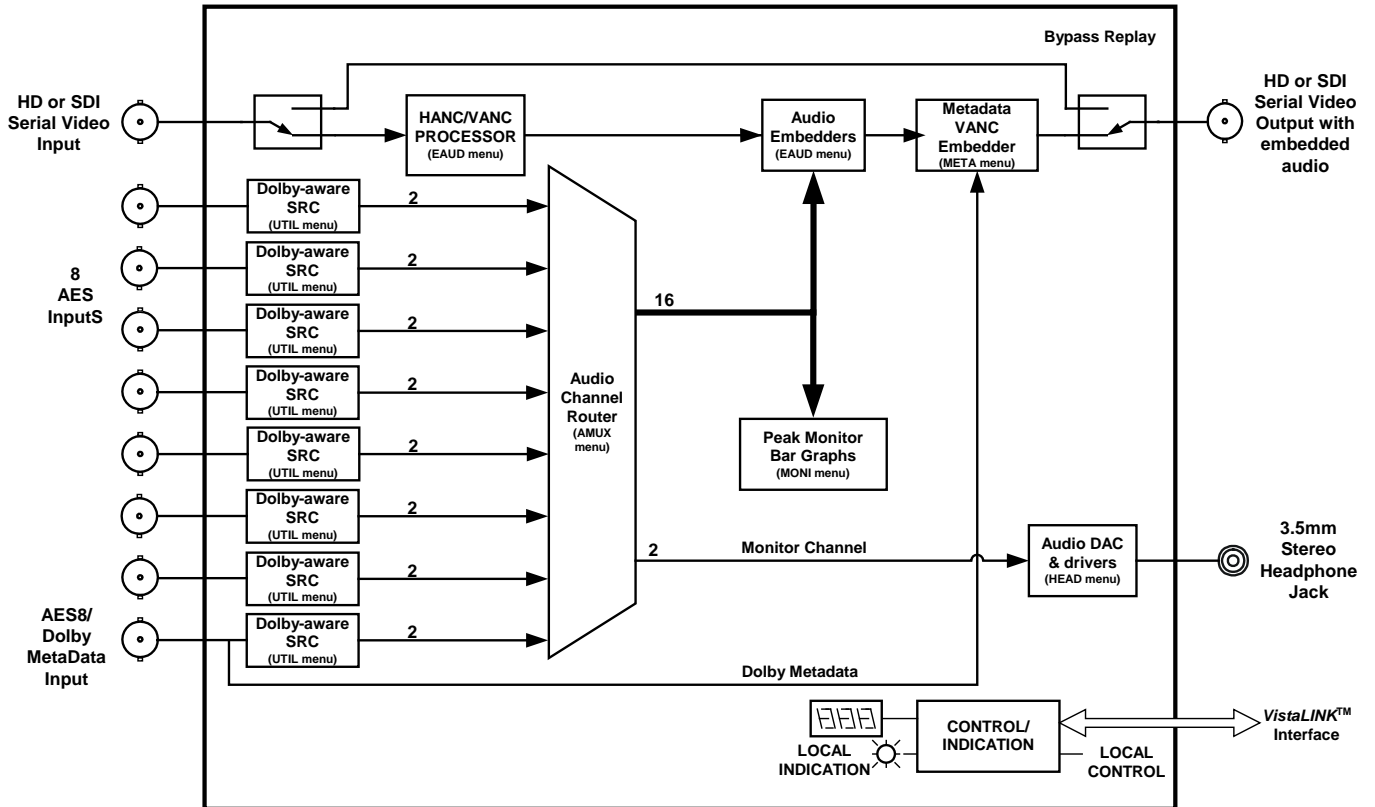 Bypass Replay
HD or SDI
Serial Video
Input
HANC/VANC
PROCESSOR
(EAUD menu)
Audio
Embedders
(EAUD menu)
Metadada
VANC
Embedder
(META menu)
HD or SDI
Serial Video
Output with
embedded
audio
8
AES
InputS
Dolby-aware
SRC
(UTIL menu)
2
Dolby-aware
SRC
(UTIL menu)
2
Dolby-aware
SRC
(UTIL menu)
2
Dolby-aware
SRC
(UTIL menu)
2
Dolby-aware
SRC
(UTIL menu)
2
Dolby-aware
SRC
(UTIL menu)
2
Dolby-aware
SRC
(UTIL menu)
2
AES8/
Dolby
MetaData
Input
Dolby-aware
SRC
(UTIL menu)
2
Audio
Channel
Router
(AMUX
menu)
16
Peak Monitor
Bar Graphs
(MONI menu)
2
Monitor Channel
Audio DAC
& drivers
(HEAD menu)
3.5mm
Stereo
Headphone
Jack
Dolby Metadata
LOCAL
INDICATION
CONTROL/
INDICATION
LOCAL
CONTROL
VistaLINK™
Interface